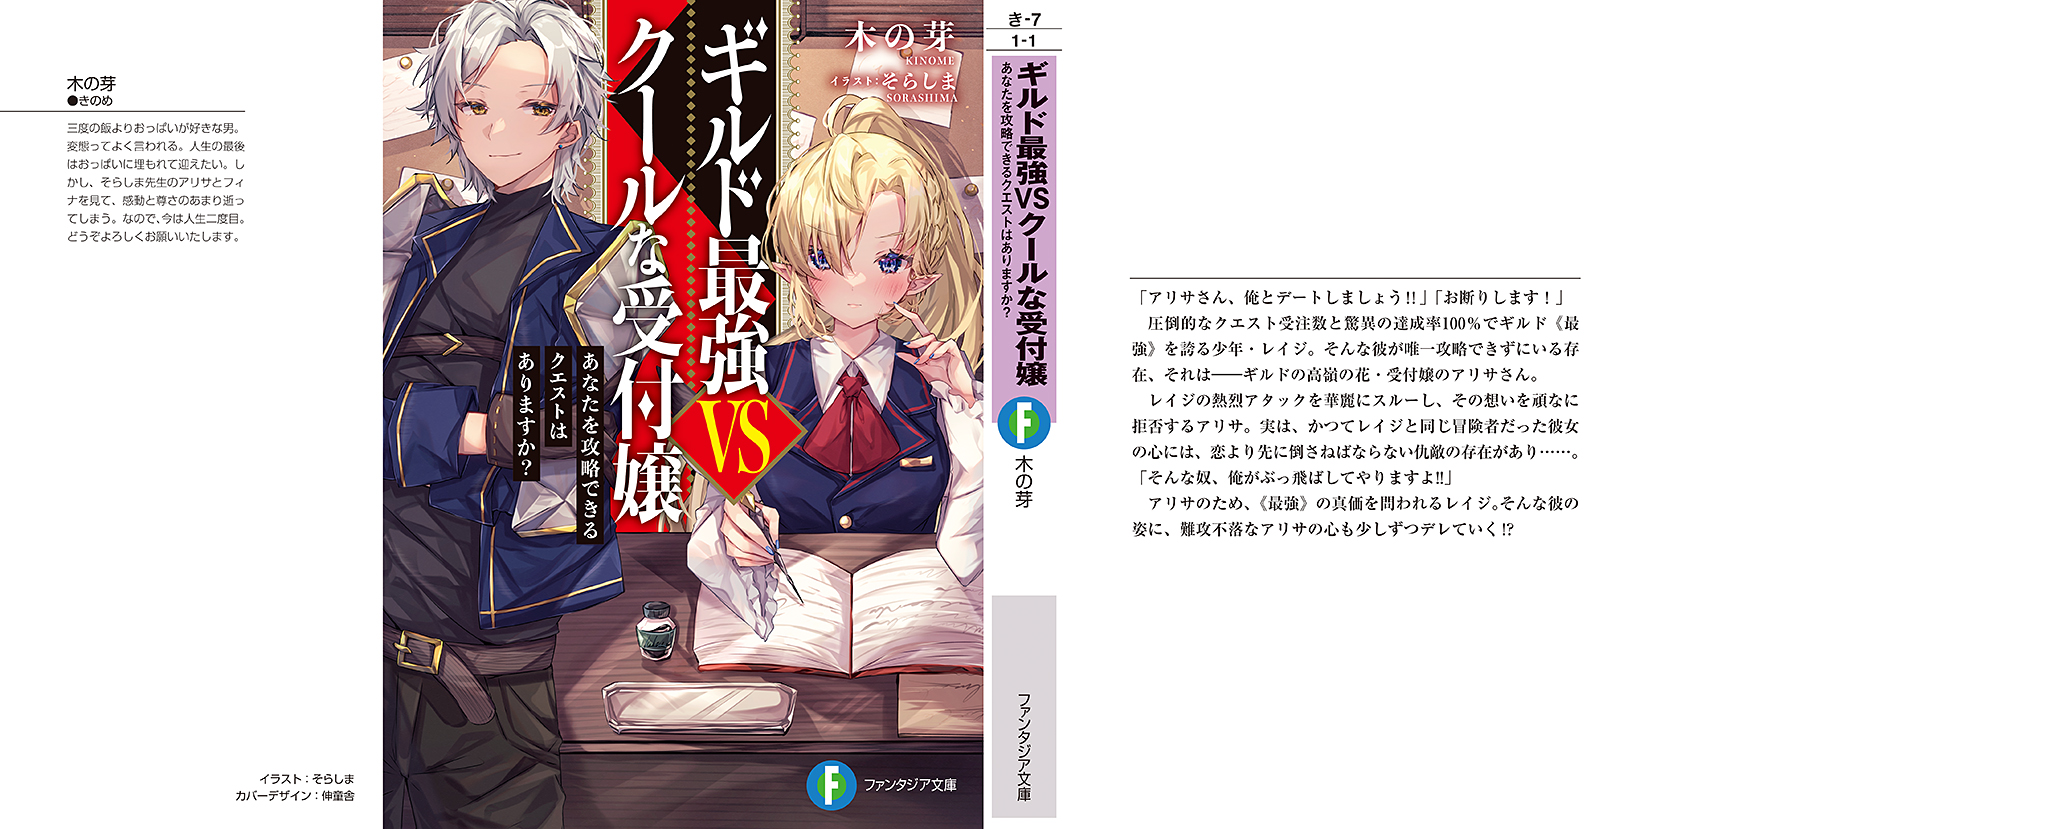 木の芽
●きのめ
三度の飯よりおっぱいが好きな男。
変態ってよく言われる。人生の最後
はおっぱいに埋もれて迎えたい。し
かし、そらしま先生のアリサとフィ
ナを見て、感動と尊さのあまり逝っ
てしまう。なので、今は人生二度目。
どうぞよろしくお願いいたします。
イラスト：そらしま
カバーデザイン：伸童舎
ギルド最強
VS
クールな受付嬢
あなたを攻略できる
クエストは
ありますか？
木の芽
KINOME
イラスト：そらしま
SORASHIMA
F
ファンタジア文庫
き-7
1-1
ギルド最強VSクールな受付嬢
あなたを攻略できるクエストはありますか？
F
木の芽
ファンタジア文庫
「アリサさん、俺とデートしましょう!!」「お断りします！」
圧倒的なクエスト受注数と驚異の達成率100％でギルド《最
強》を誇る少年・レイジ。そんな彼が唯一攻略できずにいる存
在、それは――ギルドの高嶺の花・受付嬢のアリサさん。
レイジの熱烈アタックを華麗にスルーし、その想いを頑なに
拒否するアリサ。実は、かつてレイジと同じ冒険者だった彼女
の心には、恋より先に倒さねばならない仇敵の存在があり……。
「そんな奴、俺がぶっ飛ばしてやりますよ!!」
アリサのため、《最強》の真価を問われるレイジ。そんな彼の
姿に、難攻不落なアリサの心も少しずつデレていく!?